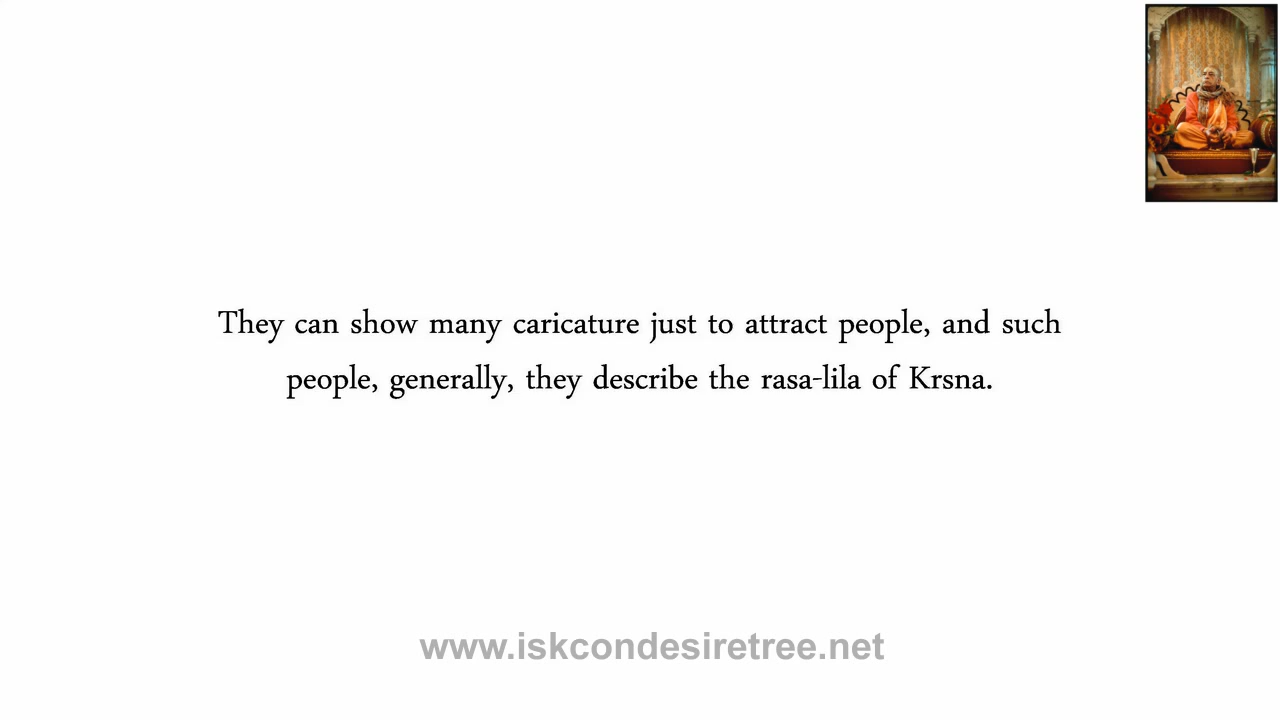 They can show many caricature just to attract people, and such
people, generally, they describe the rasa-lila of Krsna.
www.iskcondesiretree.net